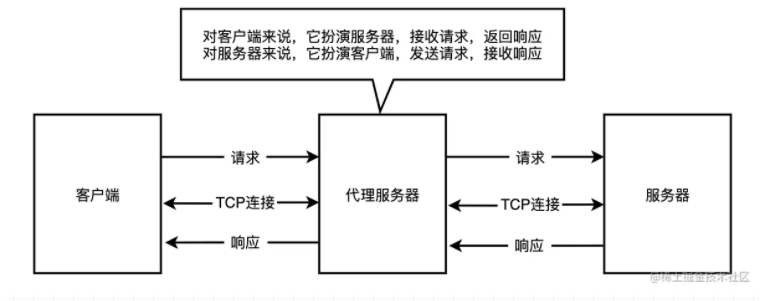 对客户端来说，它扮演服务器，接收请求，返回响应
对服务器来说，它扮演客户端，发送请求，接收响应
客户端
请求
TCP连接
响应
代理服务器
请求
TCP连接
响应
服务器
@稀土掘金技术社区